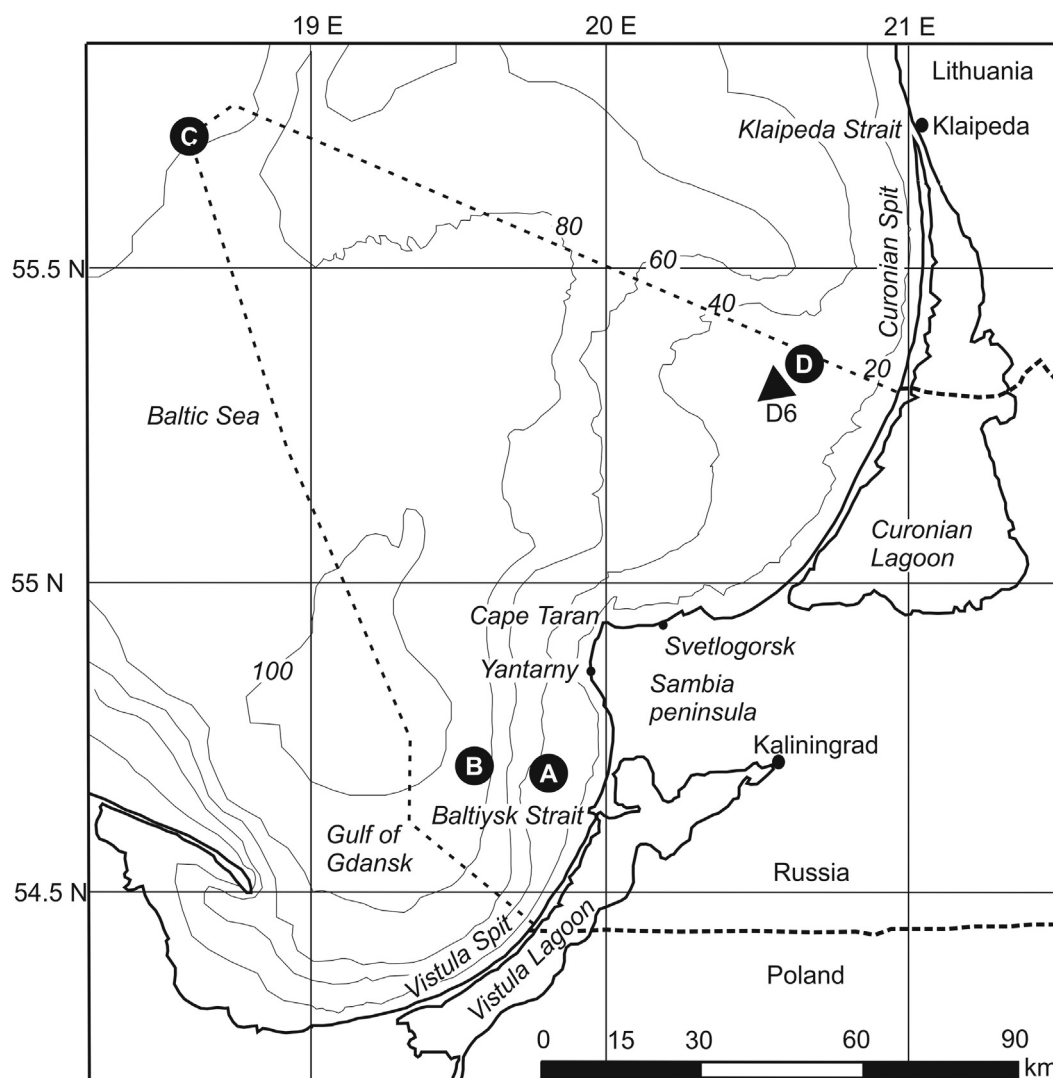 19 E
20 E
21 E
Lithuania
C
Klaipeda Strait
Klaipeda
Curonian Spit
80
55.5 N
60
40
D
20
Baltic Sea
D6
Curonian
Lagoon
55 N
Cape Taran
Svetlogorsk
100
Yantarny
Sambia
peninsula
Kaliningrad
B
A
Baltiysk Strait
Gulf of
Gdansk
Russia
54.5 N
Vistula Spit
Vistula Lagoon
Poland
0 15 30 60 90
km